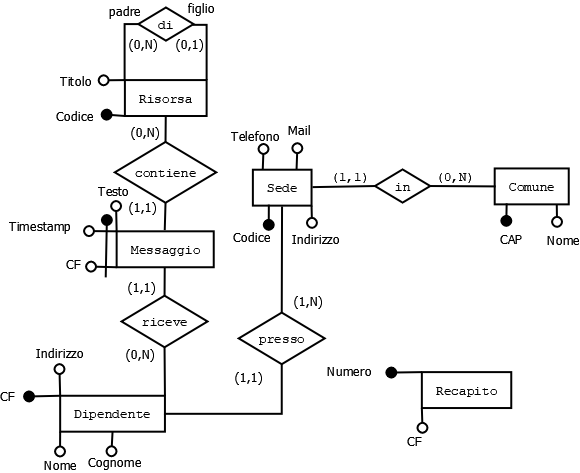 padre figlio
di
(0,N) (0,1)
Titolo
Risorsa
Codice
(0,N)
Telefono Mail
contiene
Sede (1,1) in (0,N) Comune
Testo
(1,1)
Timestamp
Codice Indirizzo CAP Nome
Messaggio
CF
(1,1)
(1,N)
riceve
presso
(0,N)
Indirizzo
(1,1)
Numero
Recapito
CF
Dipendente
CF
Nome Cognome